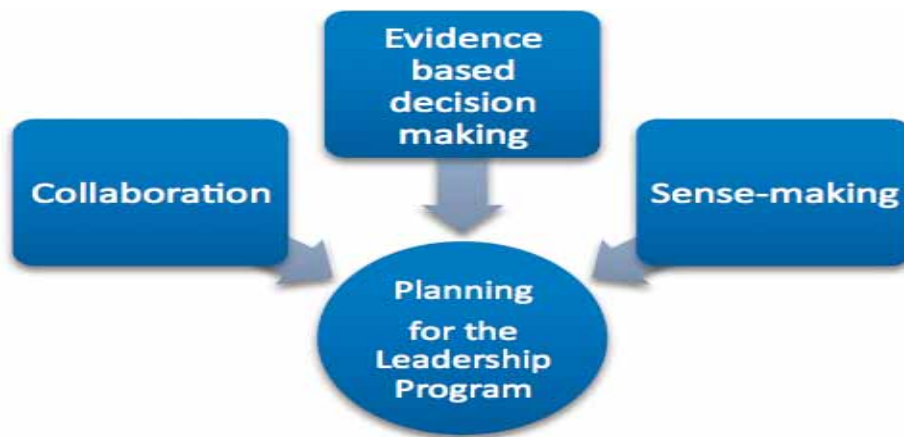 Evidence
based
decision
making
Collaboration
Sense-making
Planning
for the
Leadership
Program